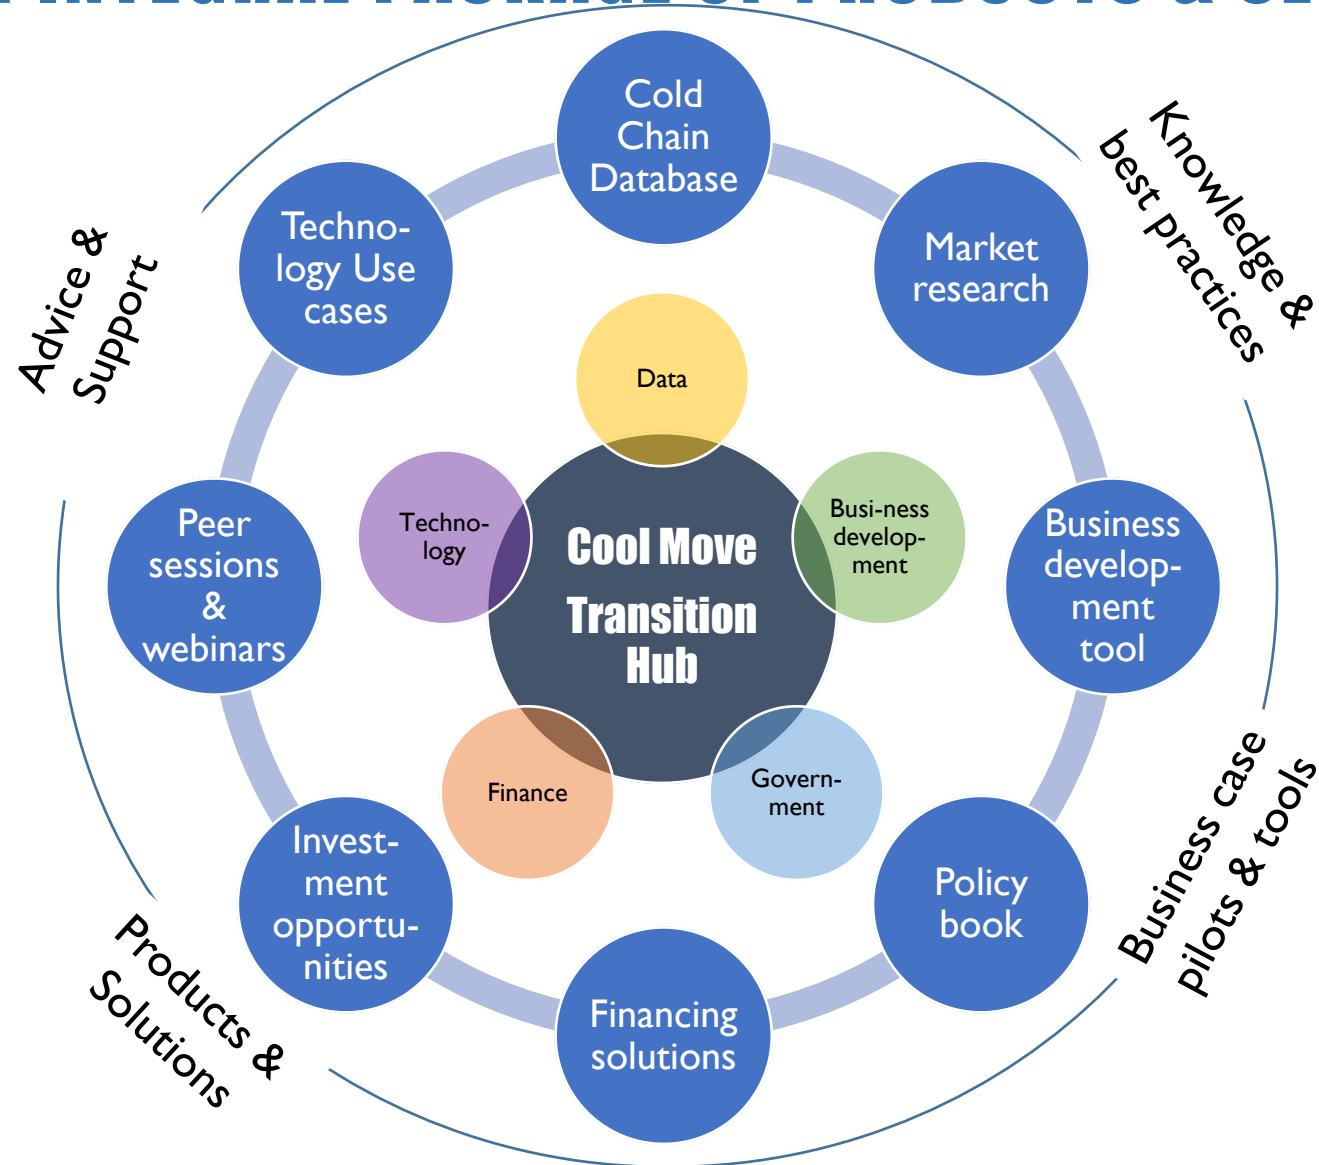 Cold
Chain
Database
Knowledge &
best practices
Techno-
logy Use
cases
Market
research
Advice &
Support
Data
Techno-
logy
Busi-ness
develop-
ment
Cool Move
Transition
Hub
Peer
sessions
&
webinars
Business
develop-
ment
tool
Finance
Govern-
ment
Business case
pilots & tools
Invest-
ment
opportu-
nities
Policy
book
Products &
Solutions
Financing
solutions